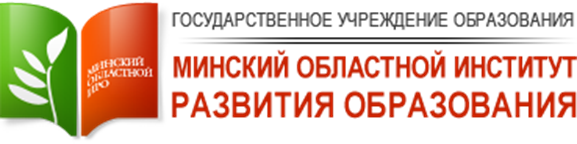 МИНСКИЙ
ОБЛАСТНОЙ
ИРО
ГОСУДАРСТВЕННОЕ УЧРЕЖДЕНИЕ ОБРАЗОВАНИЯ
МИНСКИЙ ОБЛАСТНОЙ ИНСТИТУТ
РАЗВИТИЯ ОБРАЗОВАНИЯ